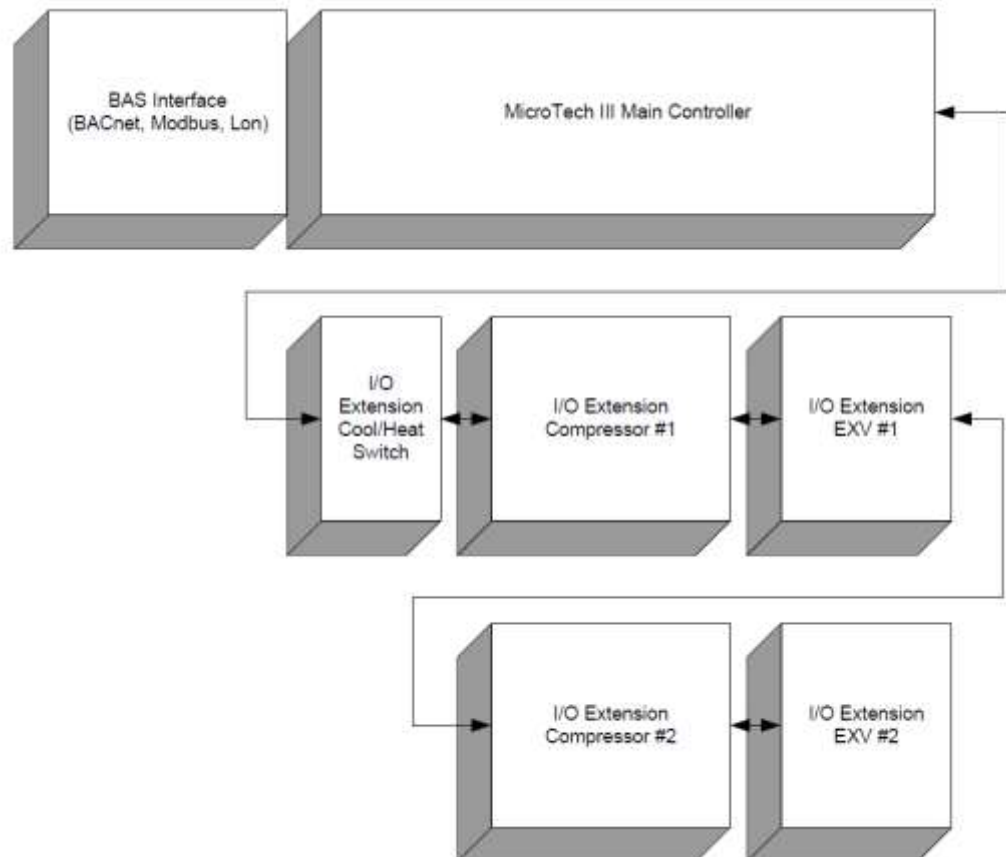 BAS Interface
(BACnet, Modbus, Lon)
MicroTech III Main Controller
I/O
Extension
Cool/Heat
Switch
I/O Extension
Compressor #1
I/O Extension
EXV #1
I/O Extension
Compressor #2
I/O Extension
EXV #2